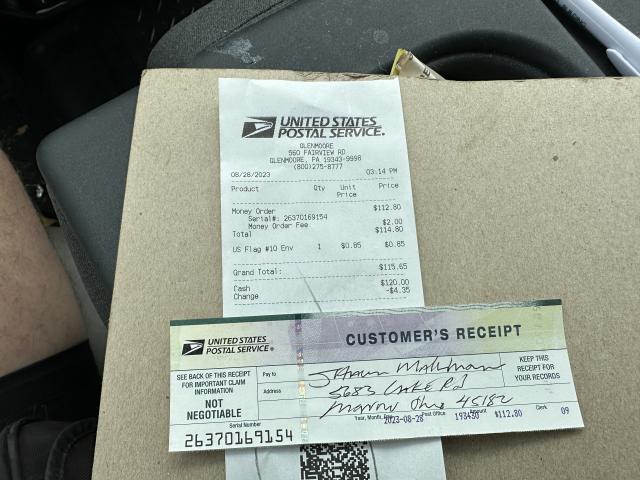 UNITED STATES
POSTAL SERVICE®
GLENMOORE
560 FAIRVIEW RD
GLENMOORE, PA 19343-9998
(800)275-8777
08/28/2023 03:14 PM
Product Qty Unit Price
Price
Money Order $112.80
Serial#: 26370169154
Money Order Fee $2.00
Total $114.80
US Flag #10 Env 1 $0.85 $0.85
Grand Total: $115.65
Cash $120.00
Change -$4.35
UNITED STATES
POSTAL SERVICE®
CUSTOMER'S RECEIPT
SEE BACK OF THIS RECEIPT
FOR IMPORTANT CLAIM
INFORMATION
NOT
NEGOTIABLE
Pay to
Address 5683 Lake Rd
45182
KEEP THIS
RECEIPT FOR
YOUR RECORDS
Serial Number Year, Month, Day Post Office Amount Clerk
26370169154 2023-08-28 193430 $112.80 09